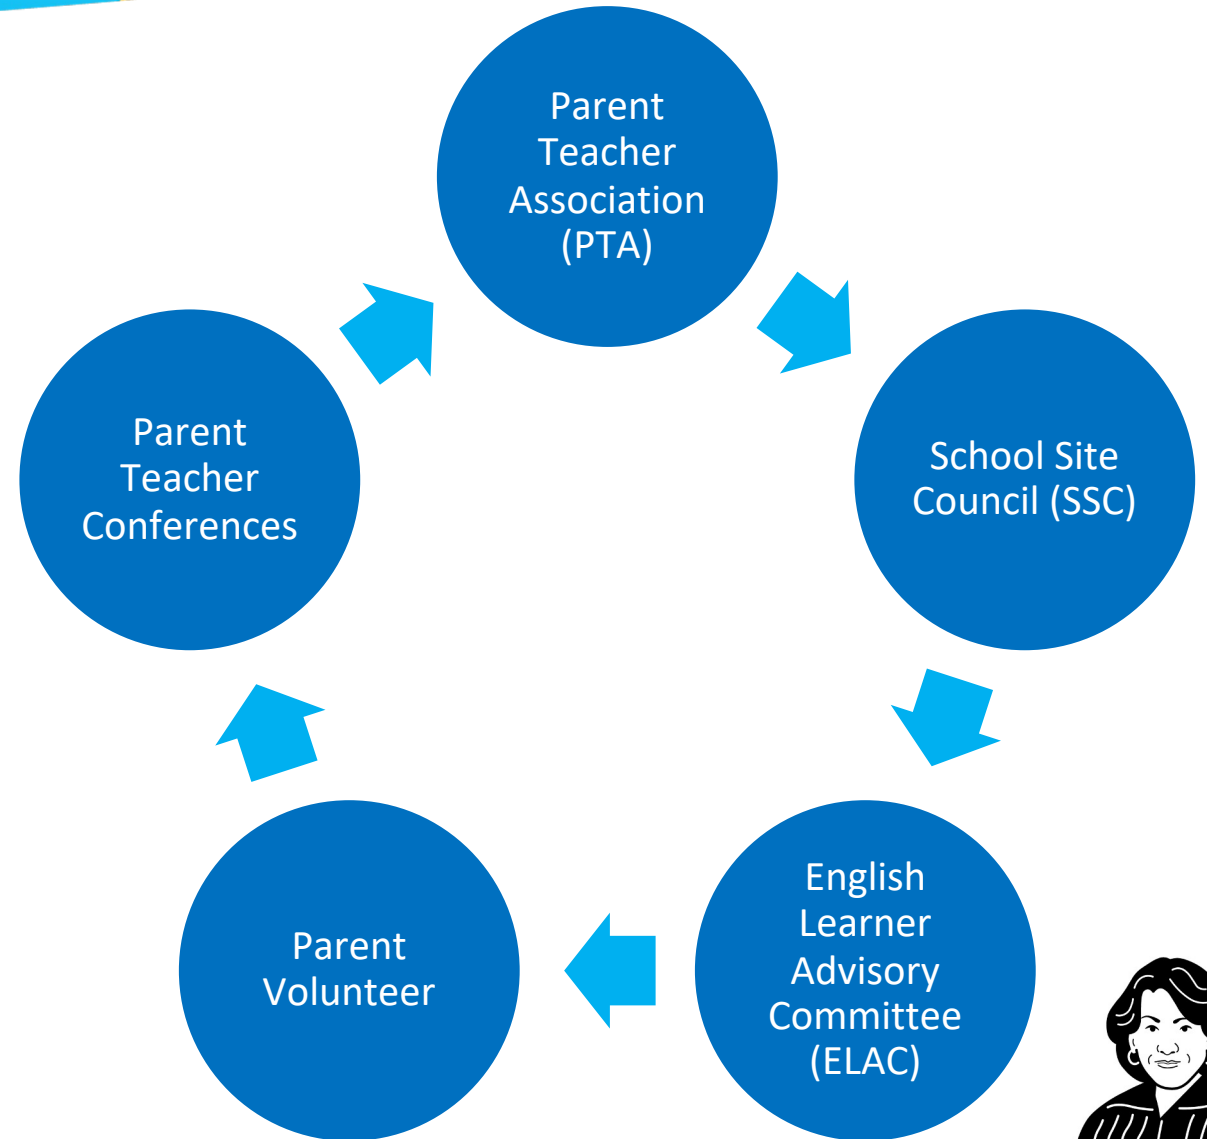 Parent
Teacher
Association
(PTA)
School Site
Council (SSC)
English
Learner
Advisory
Committee
(ELAC)
Parent
Volunteer
Parent
Teacher
Conferences